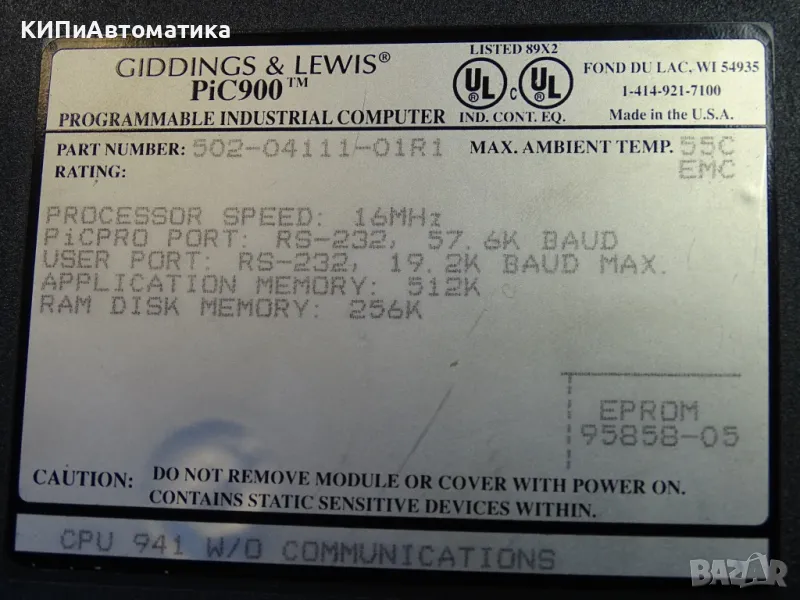 КИПиАвтоматика
GIDDINGS & LEWIS®
PiC900™
PROGRAMMABLE INDUSTRIAL COMPUTER
LISTED 89X2
UL c UL
IND. CONT. EQ.
FOND DU LAC, WI 54935
1-414-921-7100
Made in the U.S.A.
PART NUMBER: 502-04111-01R1 MAX. AMBIENT TEMP. 55C
RATING: EMC
PROCESSOR SPEED: 16MHz
PiCPRO PORT: RS-232, 57.6K BAUD
USER PORT: RS-232, 19.2K BAUD MAX.
APPLICATION MEMORY: 512K
RAM DISK MEMORY: 256K
EPROM
95858-05
CAUTION: DO NOT REMOVE MODULE OR COVER WITH POWER ON.
CONTAINS STATIC SENSITIVE DEVICES WITHIN.
CPU 941 W/O COMMUNICATIONS
BAZAR